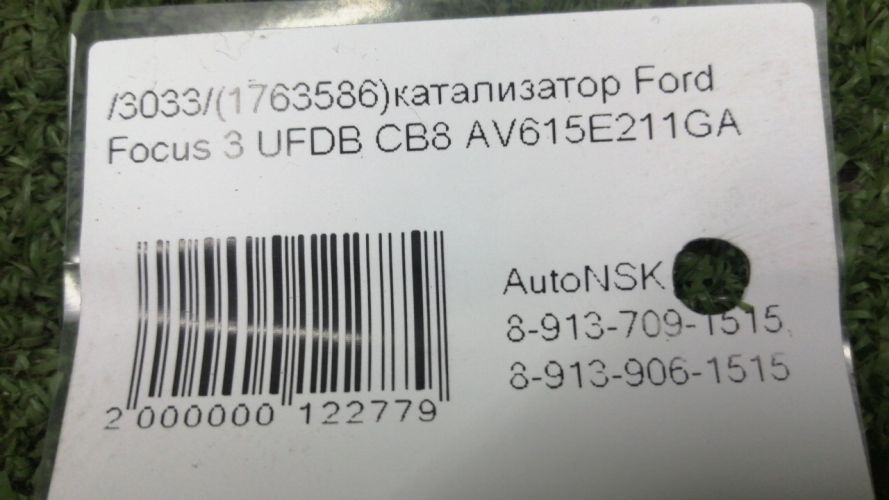 /3033/(1763586)катализатор Ford
Focus 3 UFDB CB8 AV615E211GA
AutoNSK
8-913-709-1515
8-913-906-1515
2 000000 122779